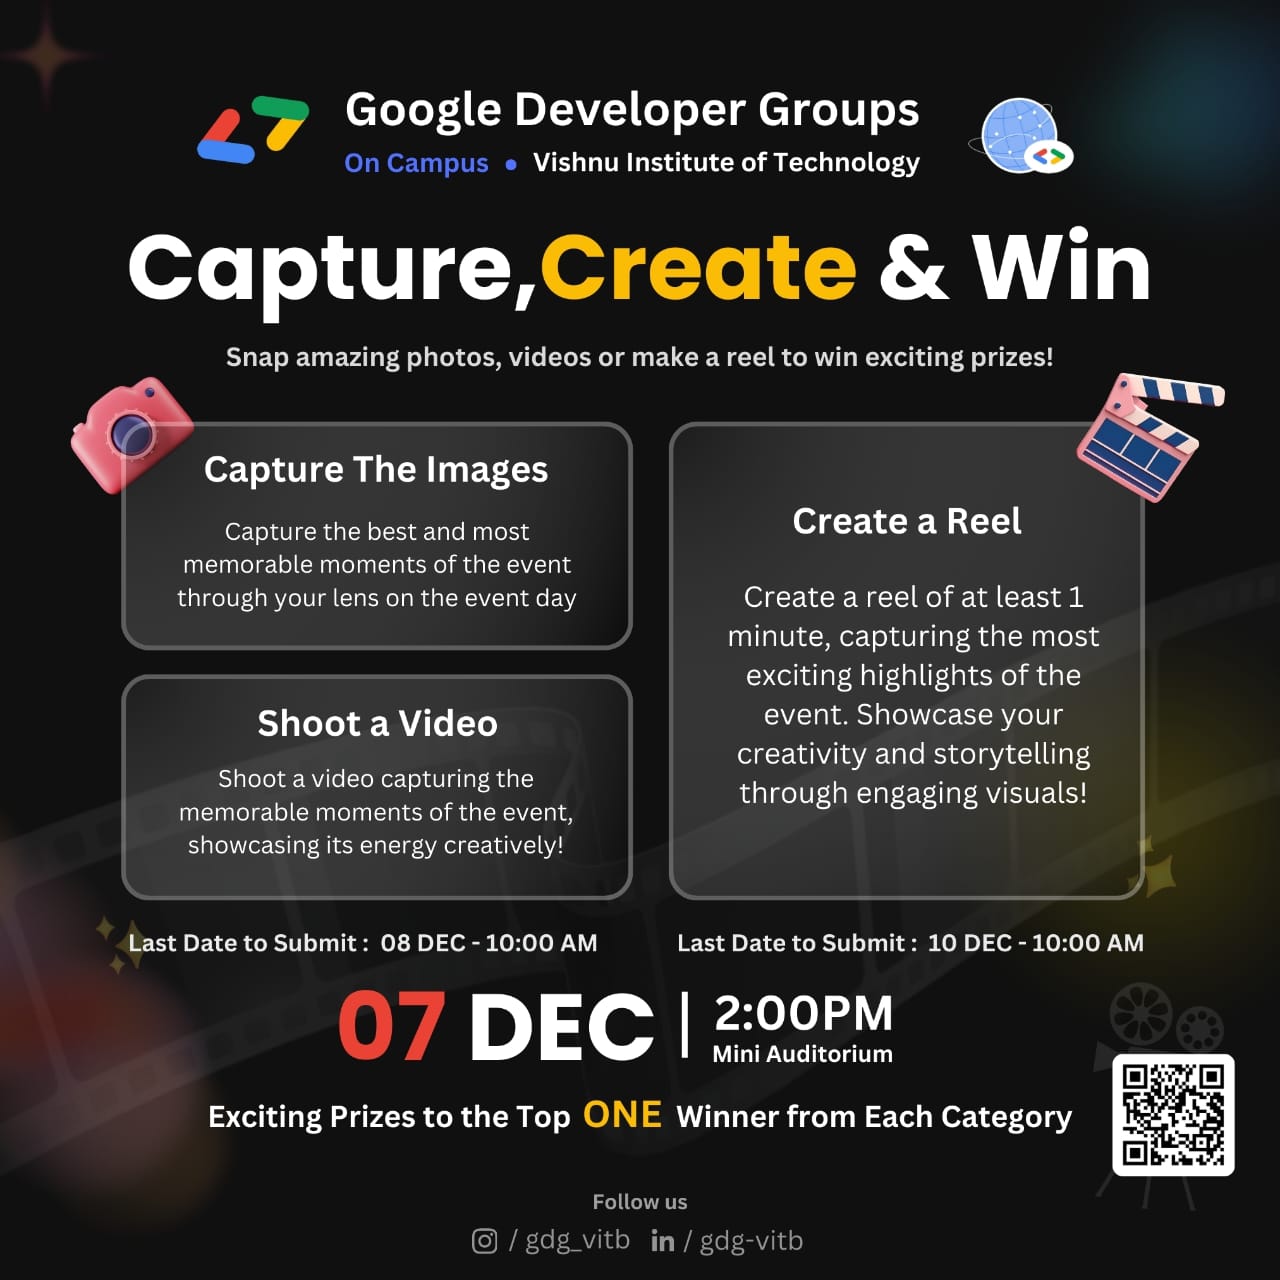 Google Developer Groups
On Campus • Vishnu Institute of Technology
Capture,Create & Win
Snap amazing photos, videos or make a reel to win exciting prizes!
Capture The Images
Capture the best and most
memorable moments of the event
through your lens on the event day
Shoot a Video
Shoot a video capturing the
memorable moments of the event,
showcasing its energy creatively!
Last Date to Submit : 08 DEC - 10:00 AM
Create a Reel
Create a reel of at least 1
minute, capturing the most
exciting highlights of the
event. Showcase your
creativity and storytelling
through engaging visuals!
Last Date to Submit : 10 DEC - 10:00 AM
07 DEC | 2:00PM
Mini Auditorium
Exciting Prizes to the Top ONE Winner from Each Category
Follow us
/ gdg_vitb in / gdg-vitb